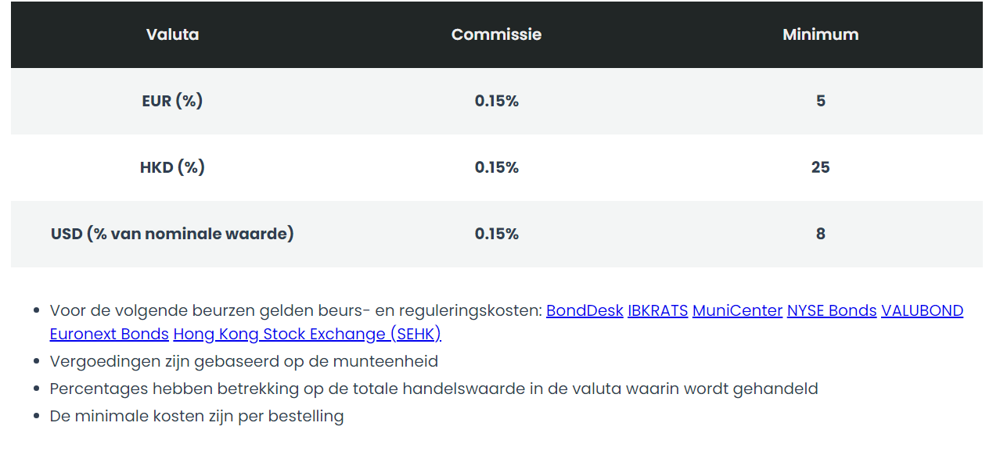 Valuta Commissie Minimum
EUR (%) 0.15% 5
HKD (%) 0.15% 25
USD (% van nominale waarde) 0.15% 8
Voor de volgende beurzen gelden beurs- en reguleringskosten: BondDesk IBKRATS MuniCenter NYSE Bonds VALUBOND
Euronext Bonds Hong Kong Stock Exchange (SEHK)
Vergoedingen zijn gebaseerd op de munteenheid
Percentages hebben betrekking op de totale handelswaarde in de valuta waarin wordt gehandeld
De minimale kosten zijn per bestelling